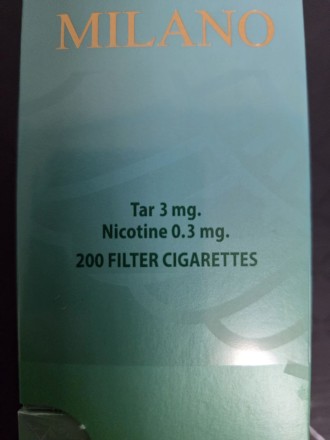 MILANO
Tar 3 mg.
Nicotine 0.3 mg.
200 FILTER CIGARETTES